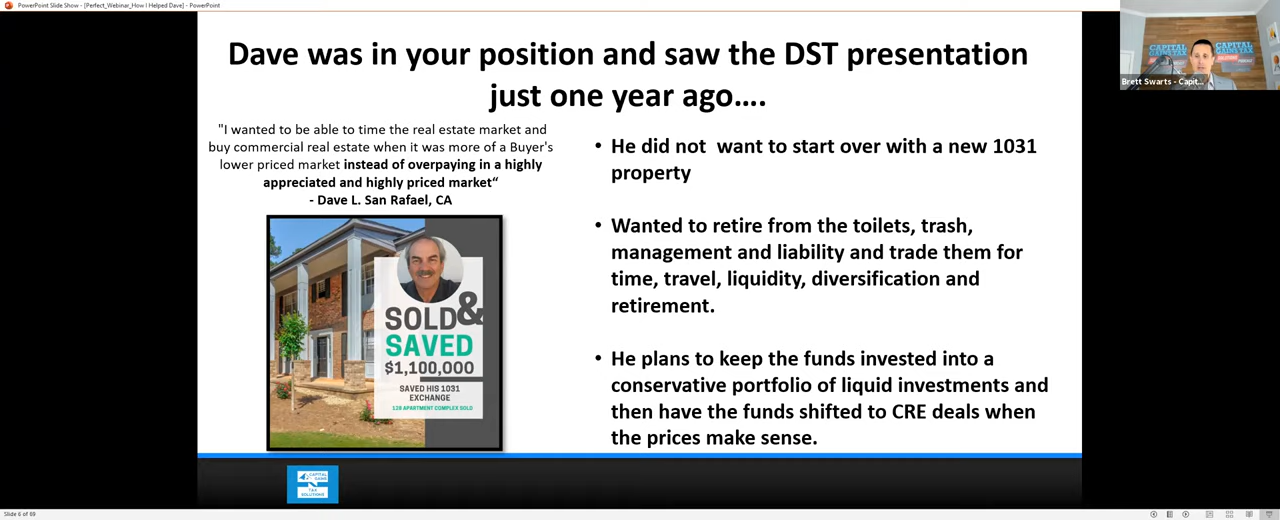 PowerPoint Slide Show - [Perfect_Webinar_How I Helped Dave] - PowerPoint
Dave was in your position and saw the DST presentation
just one year ago....
"I wanted to be able to time the real estate market and
buy commercial real estate when it was more of a Buyer's
lower priced market instead of overpaying in a highly
appreciated and highly priced market“
- Dave L. San Rafael, CA
SOLD &
SAVED
$1,100,000
SAVED HIS 1031
EXCHANGE
128 APARTMENT COMPLEX SOLD
• He did not  want to start over with a new 1031
property
• Wanted to retire from the toilets, trash,
management and liability and trade them for
time, travel, liquidity, diversification and
retirement.
• He plans to keep the funds invested into a
conservative portfolio of liquid investments and
then have the funds shifted to CRE deals when
the prices make sense.
CAPITAL
GAINS
TAX
SOLUTIONS
CAPITAL
GAINS TAX
CAPITAL
GAINS TAX
Brett Swarts - Capit...
Slide 6 of 69